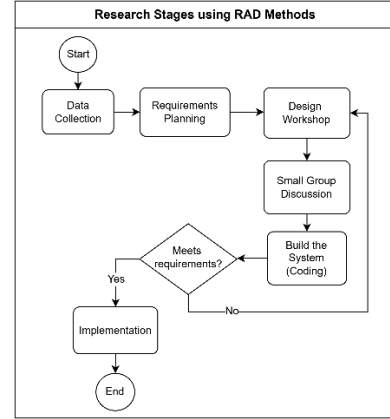 Research Stages using RAD Methods
Start
Data
Collection
Requirements
Planning
Design
Workshop
Small Group
Discussion
Build the
System
(Coding)
Meets
requirements?
Yes
No
Implementation
End